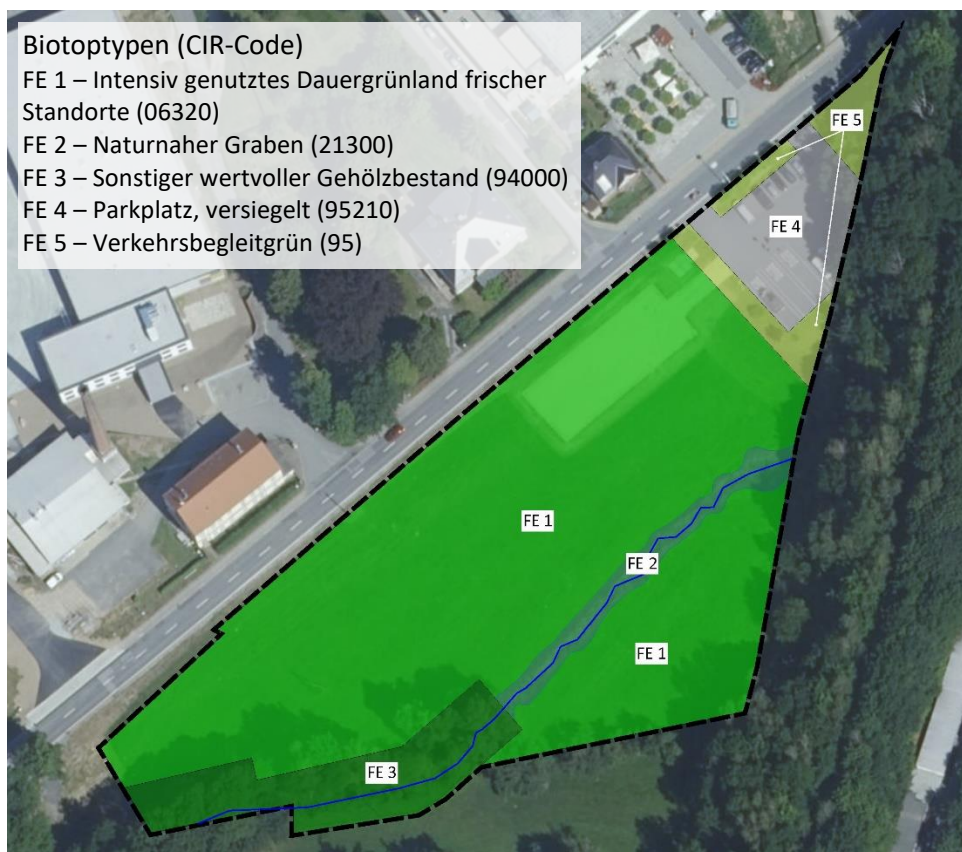 Biotoptypen (CIR-Code)
FE 1 – Intensiv genutztes Dauergrünland frischer
Standorte (06320)
FE 2 – Naturnaher Graben (21300)
FE 3 – Sonstiger wertvoller Gehölzbestand (94000)
FE 4 – Parkplatz, versiegelt (95210)
FE 5 – Verkehrsbegleitgrün (95)
FE 5
FE 4
FE 1
FE 2
FE 1
FE 3